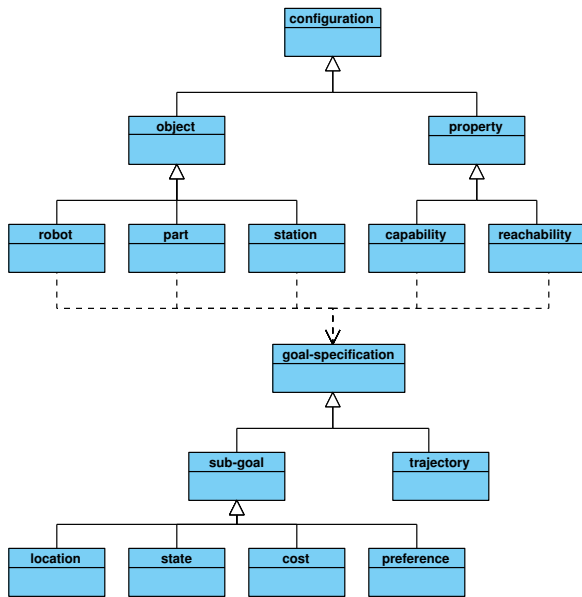 configuration
object
property
robot
part
station
capability
reachability
goal-specification
sub-goal
trajectory
location
state
cost
preference